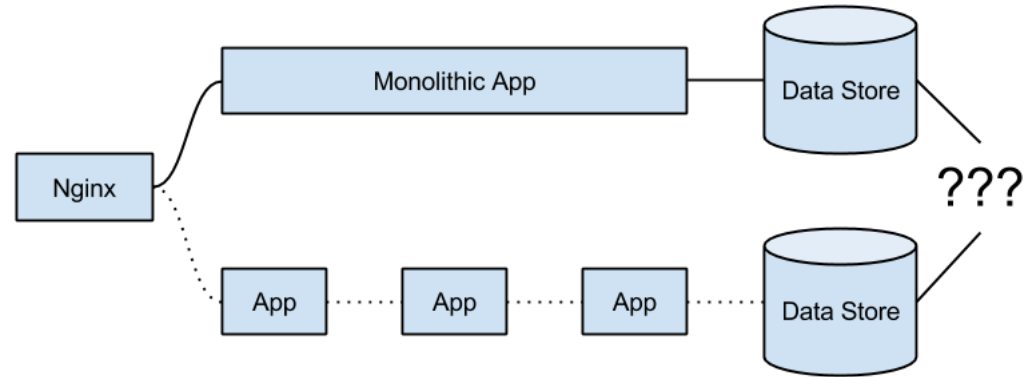 Monolithic App
Data Store
Nginx
???
App
App
App
Data Store